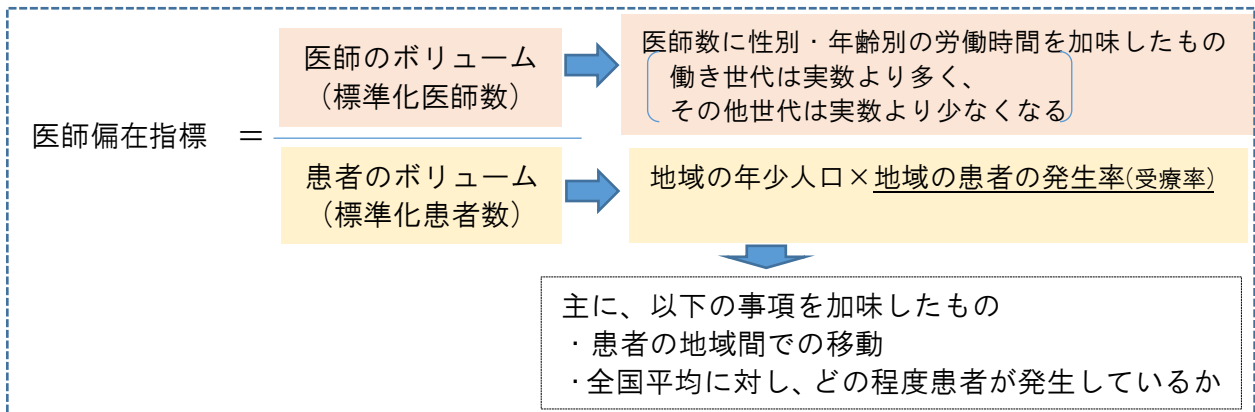 医師偏在指標 ＝
医師のボリューム
（標準化医師数）
医師数に性別・年齢別の労働時間を加味したもの
働き世代は実数より多く、
その他世代は実数より少なくなる
患者のボリューム
（標準化患者数）
地域の年少人口×地域の患者の発生率(受療率)
主に、以下の事項を加味したもの
・患者の地域間での移動
・全国平均に対し、どの程度患者が発生しているか